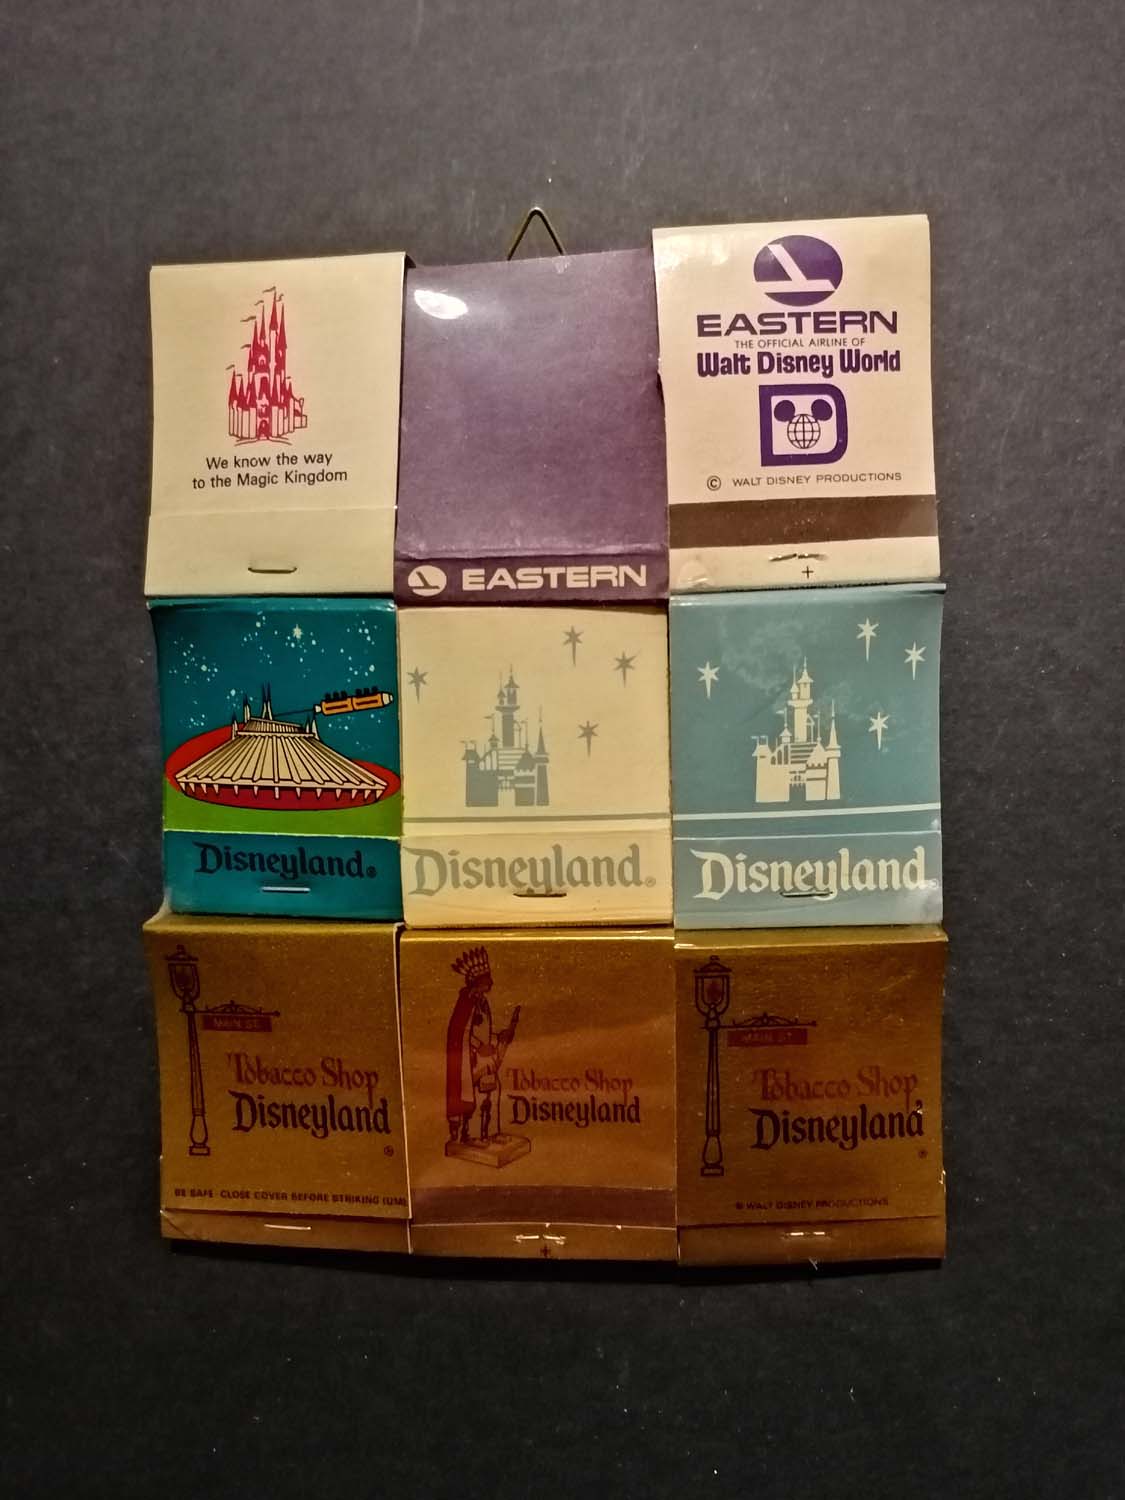 We know the way
to the Magic Kingdom
EASTERN
EASTERN
THE OFFICIAL AIRLINE OF
Walt Disney World
D
© WALT DISNEY PRODUCTIONS
Disneyland®
Disneyland®
Disneyland®
MAIN ST.
Tobacco Shop
Disneyland
®
BE SAFE - CLOSE COVER BEFORE STRIKING
Tobacco Shop
Disneyland
MAIN ST.
Tobacco Shop
Disneyland
®
© WALT DISNEY PRODUCTIONS